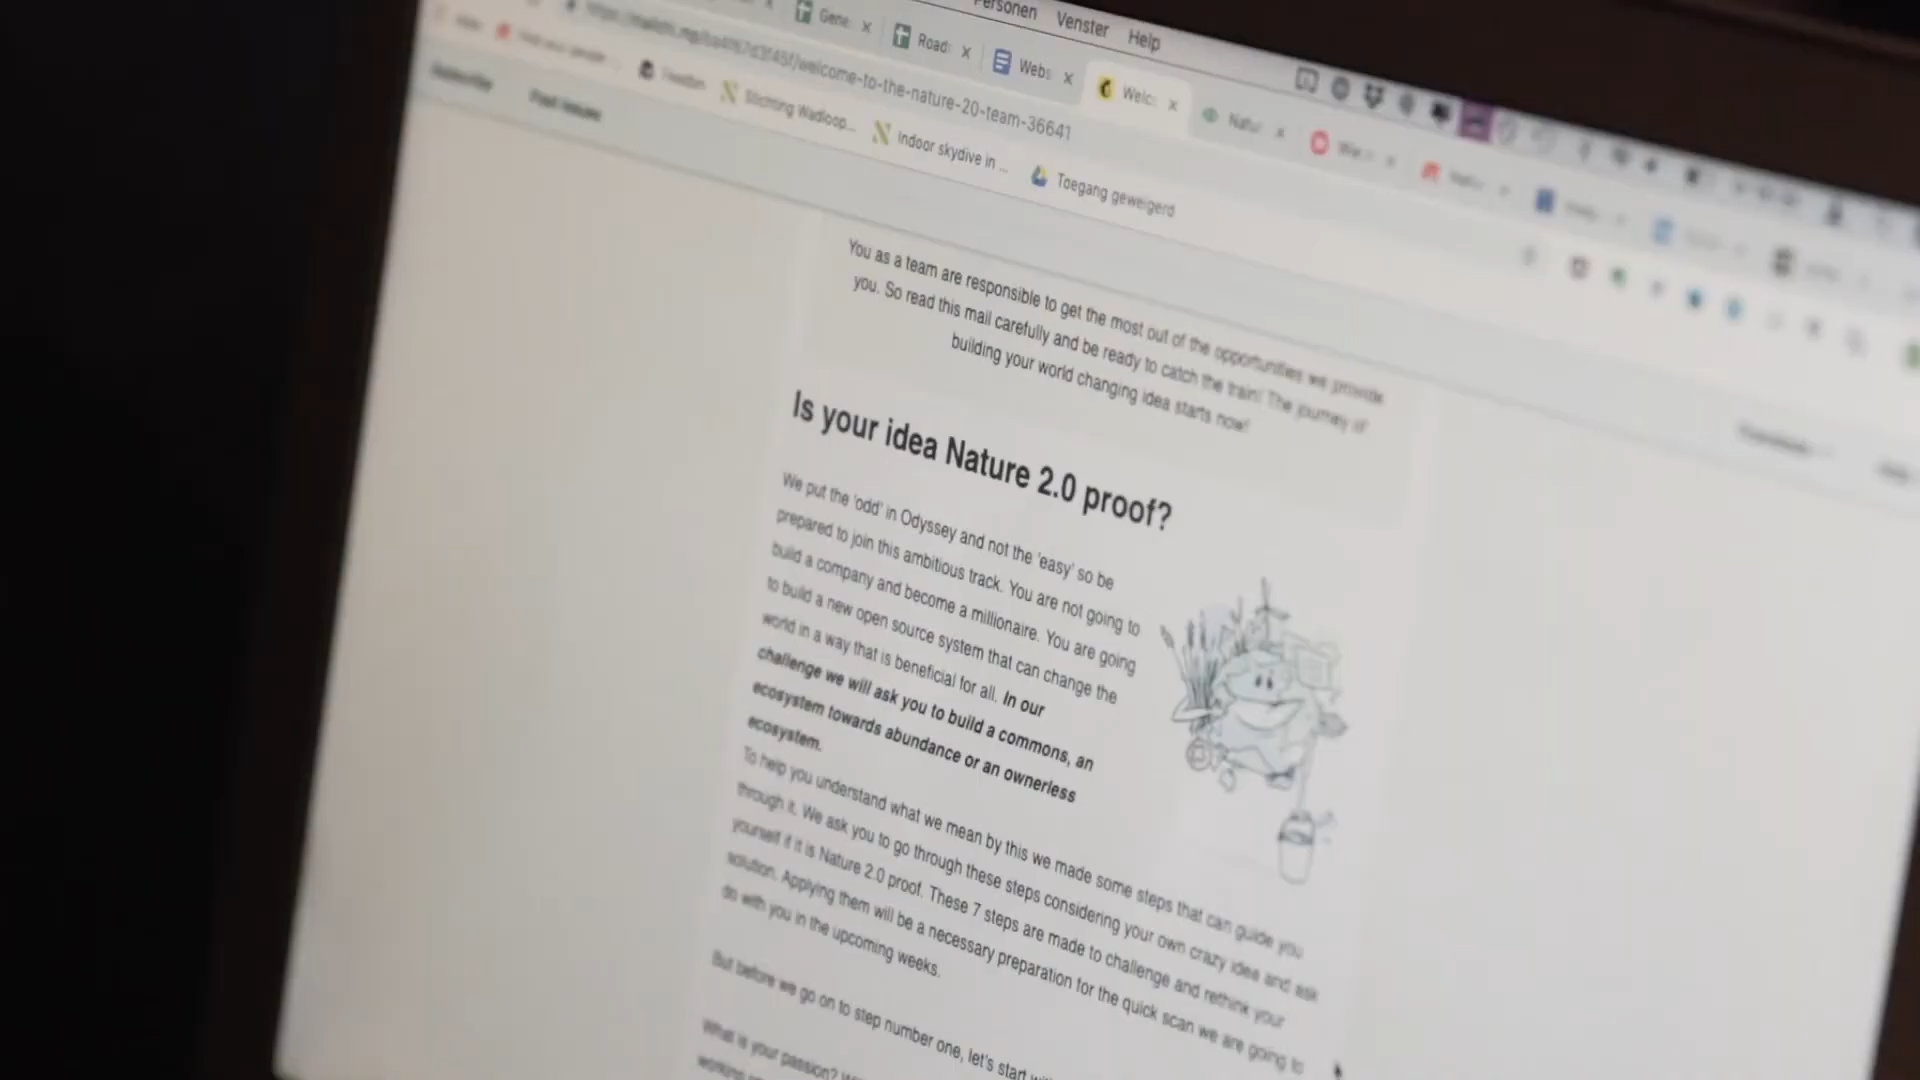 Personen Venster Help
Gene
Road
Webs
Welc
Natu
welcome-to-the-nature-20-team-36641
Stichting Wadloop...
Indoor skydive in ...
Toegang geweigerd
Subscribe
Past Issues
You as a team are responsible to get the most out of the opportunities we provide
you. So read this mail carefully and be ready to catch the train! The journey of
building your world changing idea starts now!
Is your idea Nature 2.0 proof?
We put the 'odd' in Odyssey and not the 'easy' so be
prepared to join this ambitious track. You are not going to
build a company and become a millionaire. You are going
to build a new open source system that can change the
world in a way that is beneficial for all. In our
challenge we will ask you to build a commons, an
ecosystem towards abundance or an ownerless
ecosystem.
To help you understand what we mean by this we made some steps that can guide you
through it. We ask you to go through these steps considering your own crazy idea and ask
yourself if it is Nature 2.0 proof. These 7 steps are made to challenge and rethink your
solution. Applying them will be a necessary preparation for the quick scan we are going to
do with you in the upcoming weeks.
But before we go on to step number one, let's start
What is your passion?